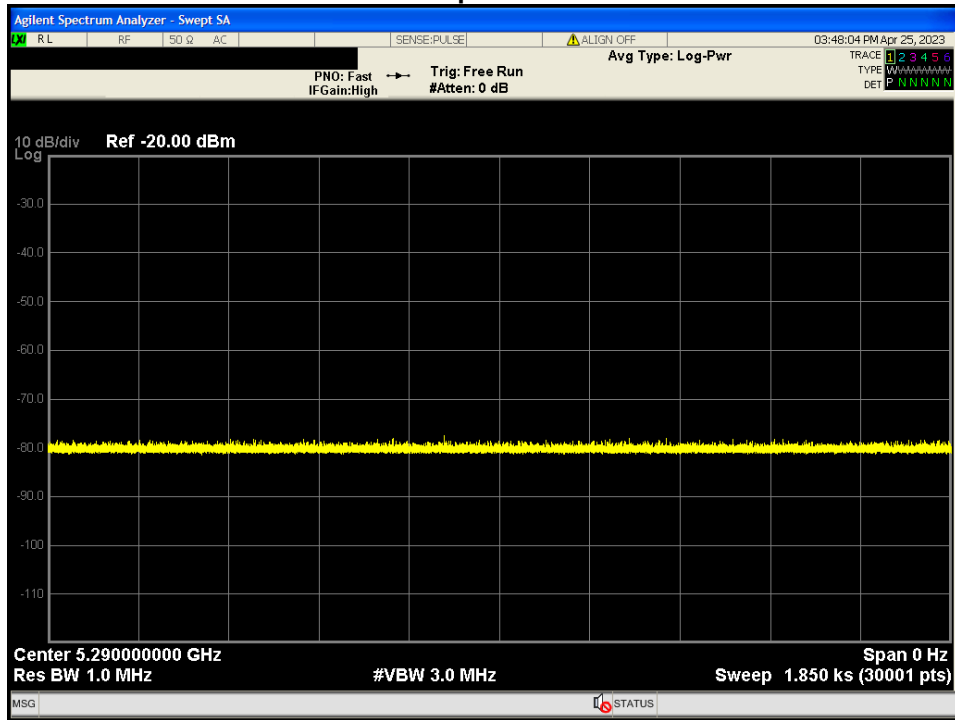 Agilent Spectrum Analyzer - Swept SA
LXI RL RF 50 Ω AC SENSE:PULSE ALIGN OFF 03:48:04 PM Apr 25, 2023
Avg Type: Log-Pwr TRACE 1 2 3 4 5 6
PNO: Fast Trig: Free Run TYPE WWWWWW
IFGain:High #Atten: 0 dB DET P N N N N N
10 dB/div Ref -20.00 dBm
Log
-30.0
-40.0
-50.0
-60.0
-70.0
-80.0
-90.0
-100
-110
Center 5.290000000 GHz Span 0 Hz
Res BW 1.0 MHz #VBW 3.0 MHz Sweep 1.850 ks (30001 pts)
MSG STATUS